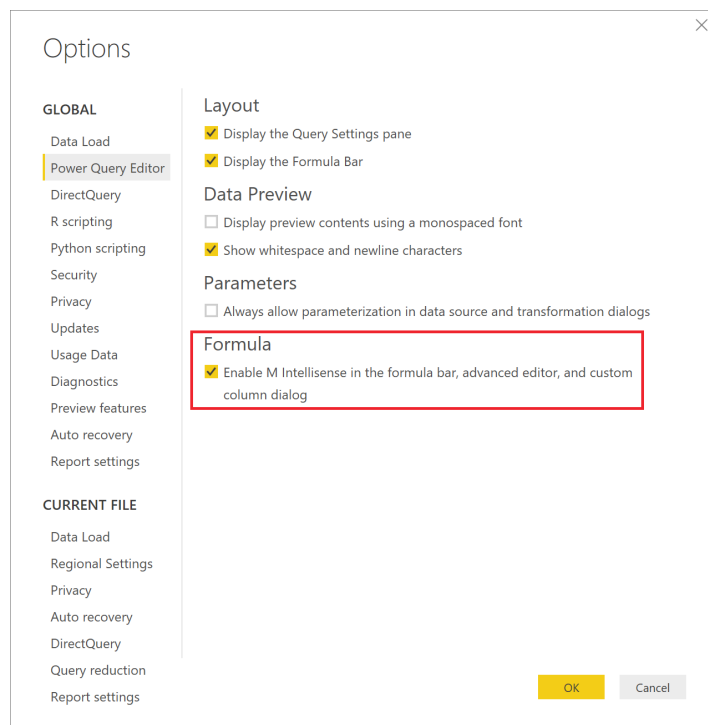 Options
GLOBAL
Data Load
Power Query Editor
DirectQuery
R scripting
Python scripting
Security
Privacy
Updates
Usage Data
Diagnostics
Preview features
Auto recovery
Report settings
CURRENT FILE
Data Load
Regional Settings
Privacy
Auto recovery
DirectQuery
Query reduction
Report settings
Layout
Display the Query Settings pane
Display the Formula Bar
Data Preview
Display preview contents using a monospaced font
Show whitespace and newline characters
Parameters
Always allow parameterization in data source and transformation dialogs
Formula
Enable M Intellisense in the formula bar, advanced editor, and custom
column dialog
OK
Cancel